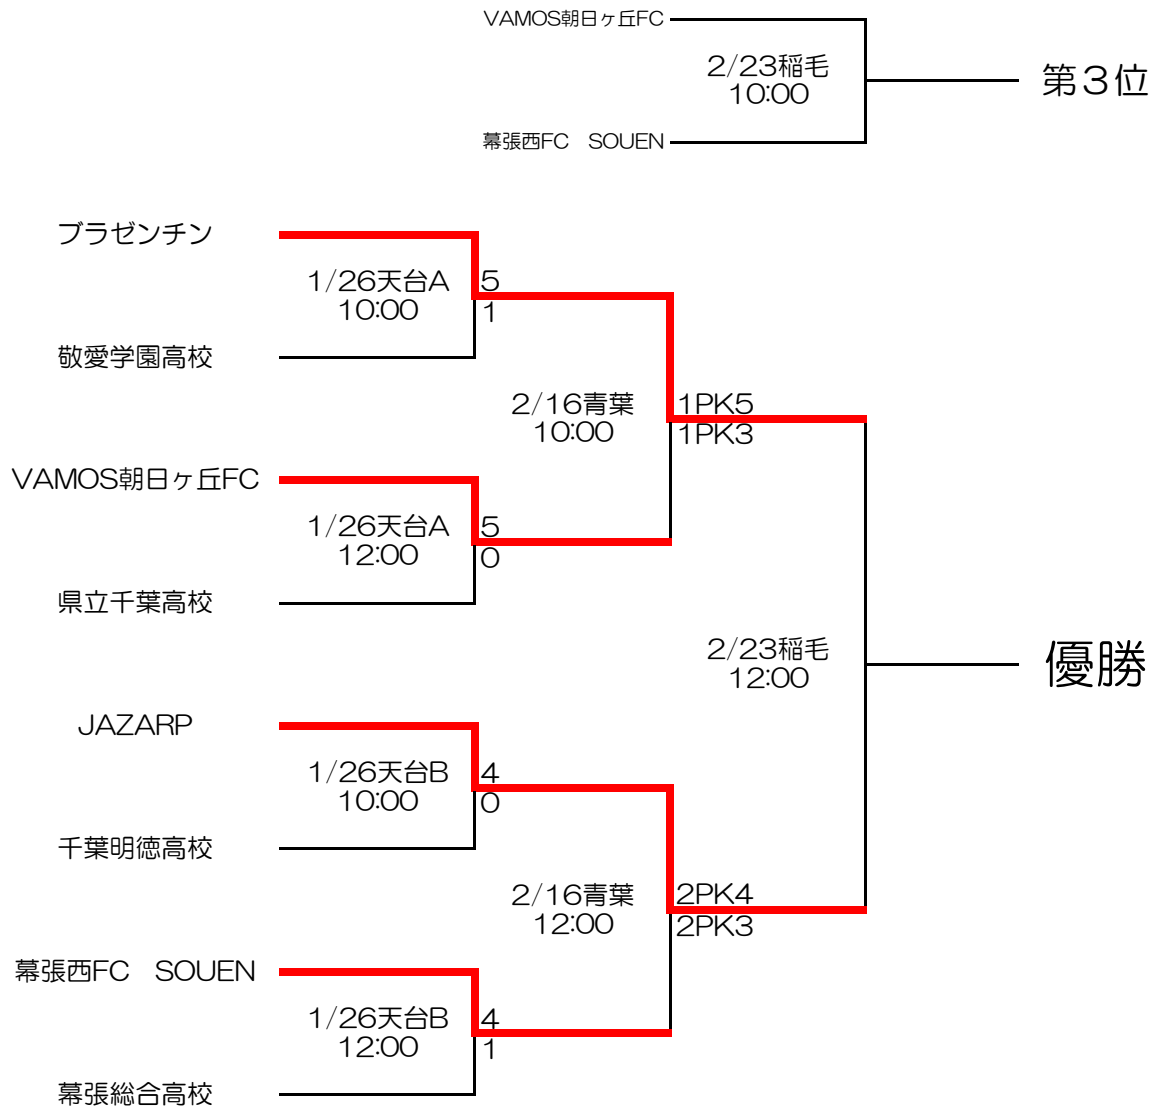 VAMOS朝日ヶ丘FC
2/23稲毛
10:00
第３位
幕張西FC　SOUEN
ブラゼンチン
1/26天台A
10:00
5
1
敬愛学園高校
2/16青葉
10:00
1PK5
1PK3
VAMOS朝日ヶ丘FC
1/26天台A
12:00
5
0
県立千葉高校
2/23稲毛
12:00
優勝
JAZARP
1/26天台B
10:00
4
0
千葉明徳高校
2/16青葉
12:00
2PK4
2PK3
幕張西FC　SOUEN
1/26天台B
12:00
4
1
幕張総合高校